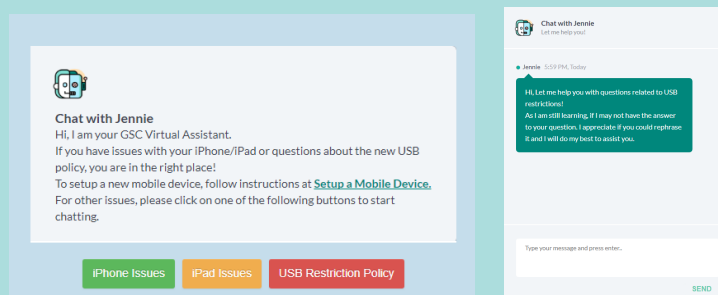 Chat with Jennie
Hi, I am your GSC Virtual Assistant.
If you have issues with your iPhone/iPad or questions about the new USB
policy, you are in the right place!
To setup a new mobile device, follow instructions at Setup a Mobile Device.
For other issues, please click on one of the following buttons to start
chatting.
iPhone Issues
iPad Issues
USB Restriction Policy
Chat with Jennie
Let me help you!
Jennie 5:59 PM, Today
Hi, Let me help you with questions related to USB
restrictions!
As I am still learning, if I may not have the answer
to your question. I appreciate if you could rephrase
it and I will do my best to assist you.
Type your message and press enter..
SEND